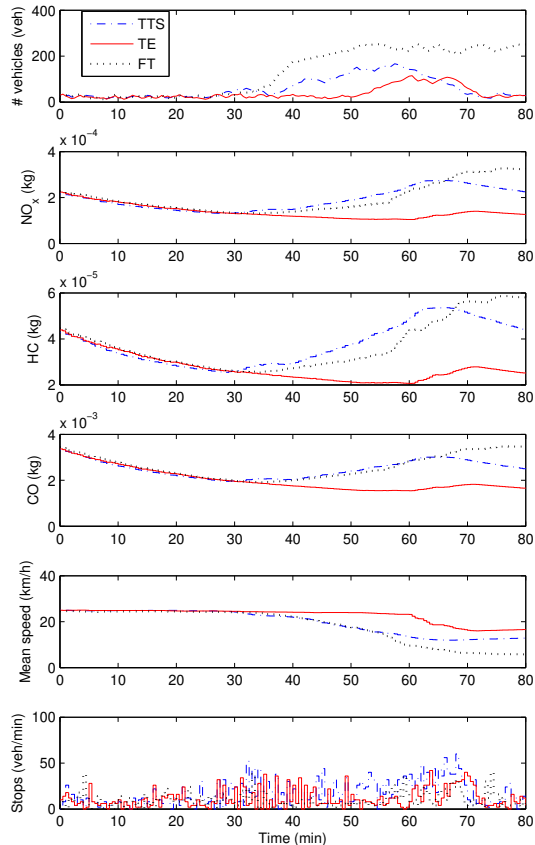 400
200
0
# vehicles (veh)
TTS
TE
FT
0 10 20 30 40 50 60 70 80
x 10⁻⁴
4
2
0
NOₓ (kg)
0 10 20 30 40 50 60 70 80
x 10⁻⁵
6
4
2
HC (kg)
0 10 20 30 40 50 60 70 80
x 10⁻³
4
2
0
CO (kg)
0 10 20 30 40 50 60 70 80
40
20
0
Mean speed (km/h)
0 10 20 30 40 50 60 70 80
100
50
0
Stops (veh/min)
0 10 20 30 40 50 60 70 80
Time (min)